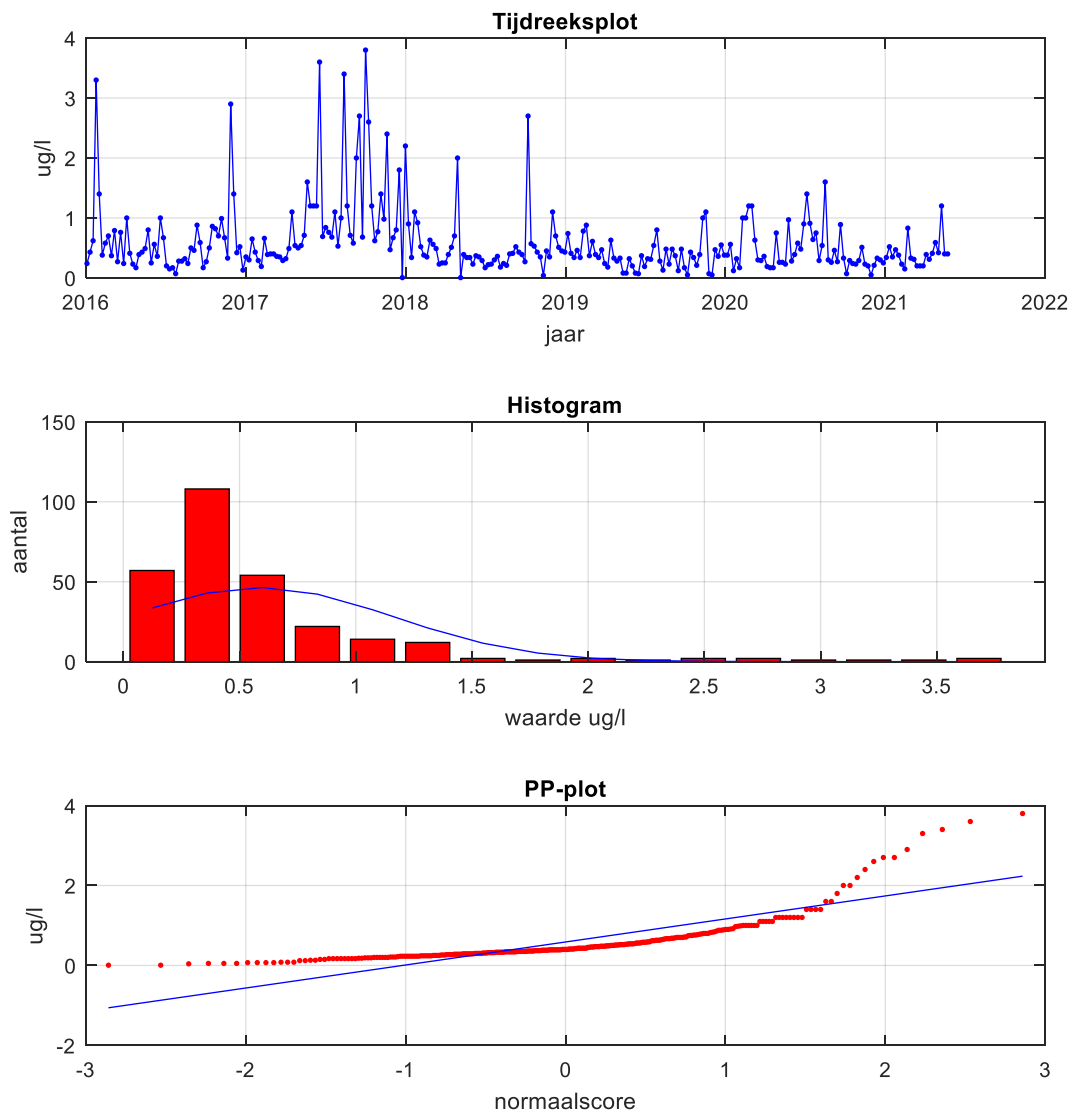 Tijdreeksplot
4
3
2
1
0
ug/l
2016 2017 2018 2019 2020 2021 2022
jaar
Histogram
150
100
50
0
aantal
0 0.5 1 1.5 2 2.5 3 3.5
waarde ug/l
PP-plot
4
2
0
-2
ug/l
-3 -2 -1 0 1 2 3
normaalscore